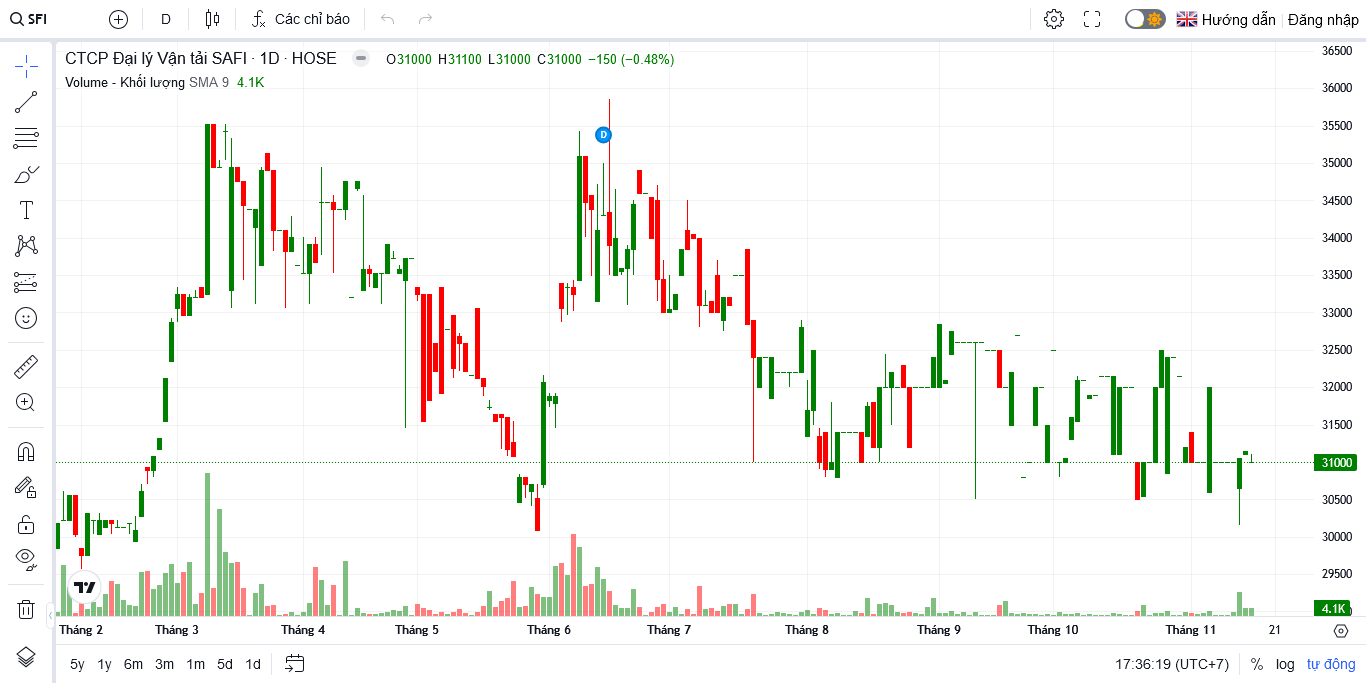 SFI D Các chỉ báo Hướng dẫn Đăng nhập
CTCP Đại lý Vận tải SAFI · 1D · HOSE O31000 H31100 L31000 C31000 −150 (−0.48%)
Volume - Khối lượng SMA 9 4.1K
36500
36000
35500
D
35000
34500
34000
33500
33000
32500
32000
31500
31000
30500
30000
29500
4.1K
Tháng 2 Tháng 3 Tháng 4 Tháng 5 Tháng 6 Tháng 7 Tháng 8 Tháng 9 Tháng 10 Tháng 11 21
5y 1y 6m 3m 1m 5d 1d 17:36:19 (UTC+7) % log tự động